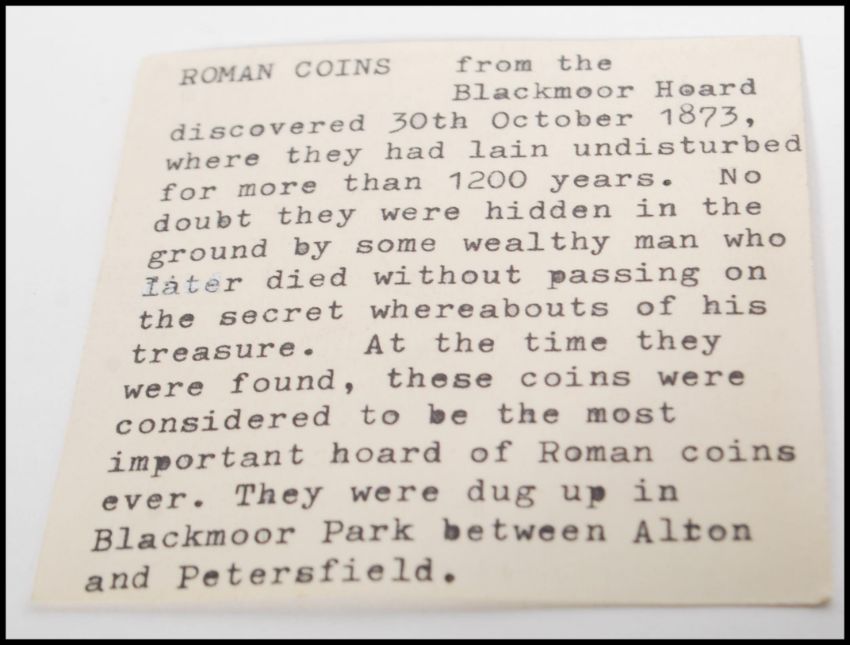 ROMAN COINS from the
Blackmoor Hoard
discovered 30th October 1873,
where they had lain undisturbed
for more than 1200 years. No
doubt they were hidden in the
ground by some wealthy man who
later died without passing on
the secret whereabouts of his
treasure. At the time they
were found, these coins were
considered to be the most
important hoard of Roman coins
ever. They were dug up in
Blackmoor Park between Alton
and Petersfield.